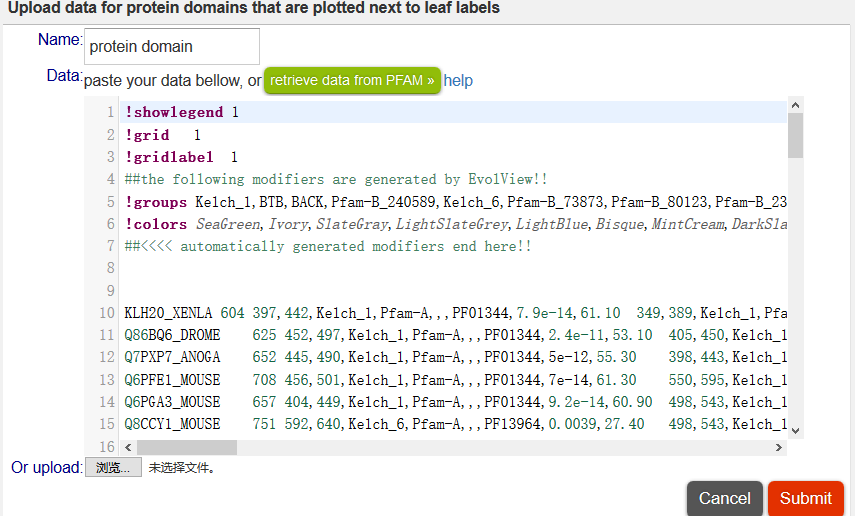 Upload data for protein domains that are plotted next to leaf labels
Name: protein domain
Data: paste your data bellow, or retrieve data from PFAM » help
1 !showlegend 1
2 !grid 1
3 !gridlabel 1
4 ##the following modifiers are generated by EvolView!!
5 !groups Kelch_1,BTB,BACK,Pfam-B_240589,Kelch_6,Pfam-B_73873,Pfam-B_80123,Pfam-B_23
6 !colors SeaGreen,Ivory,SlateGray,LightSlateGrey,LightBlue,Bisque,MintCream,DarkSla
7 ##<<<< automatically generated modifiers end here!!
8
9
10 KLH20_XENLA 604 397,442,Kelch_1,Pfam-A,,,PF01344,7.9e-14,61.10 349,389,Kelch_1,Pfa
11 Q86BQ6_DROME 625 452,497,Kelch_1,Pfam-A,,,PF01344,2.4e-11,53.10 405,450,Kelch_1
12 Q7PXP7_ANOGA 652 445,490,Kelch_1,Pfam-A,,,PF01344,5e-12,55.30 398,443,Kelch_1
13 Q6PFE1_MOUSE 708 456,501,Kelch_1,Pfam-A,,,PF01344,7e-14,61.30 550,595,Kelch_1
14 Q6PGA3_MOUSE 657 404,449,Kelch_1,Pfam-A,,,PF01344,9.2e-14,60.90 498,543,Kelch_1
15 Q8CCY1_MOUSE 751 592,640,Kelch_6,Pfam-A,,,PF13964,0.0039,27.40 498,543,Kelch_1
16
Or upload: 浏览... 未选择文件。
Cancel Submit